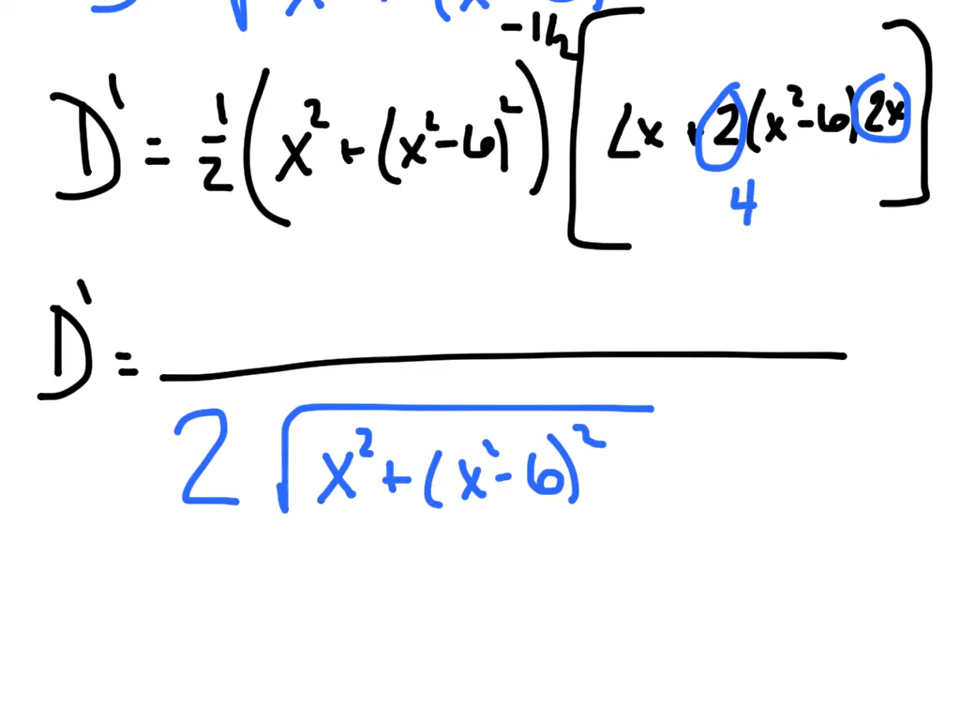 D' = 1/2 (x² + (x² - 6)²)^(-1/2) [2x + 2(x² - 6) 2x]
4
D' =
2 √(x² + (x² - 6)²)